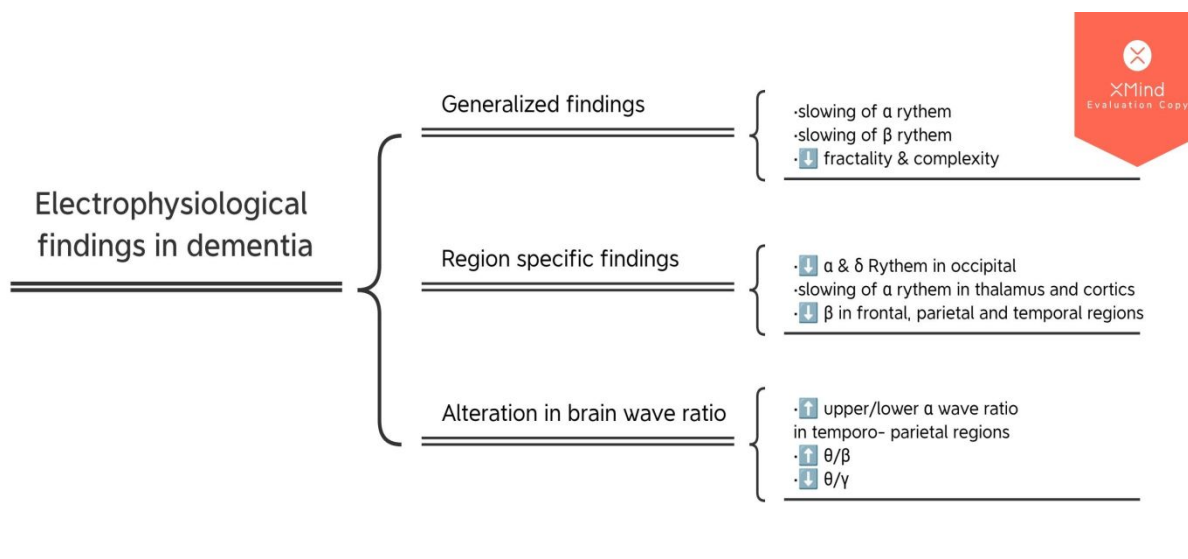 XMind
Evaluation Copy
Electrophysiological
findings in dementia
Generalized findings
·slowing of α rythem
·slowing of β rythem
·⬇️ fractality & complexity
Region specific findings
·⬇️ α & δ Rythem in occipital
·slowing of α rythem in thalamus and cortics
·⬇️ β in frontal, parietal and temporal regions
Alteration in brain wave ratio
·⬆️ upper/lower α wave ratio
in temporo- parietal regions
·⬆️ θ/β
·⬇️ θ/γ